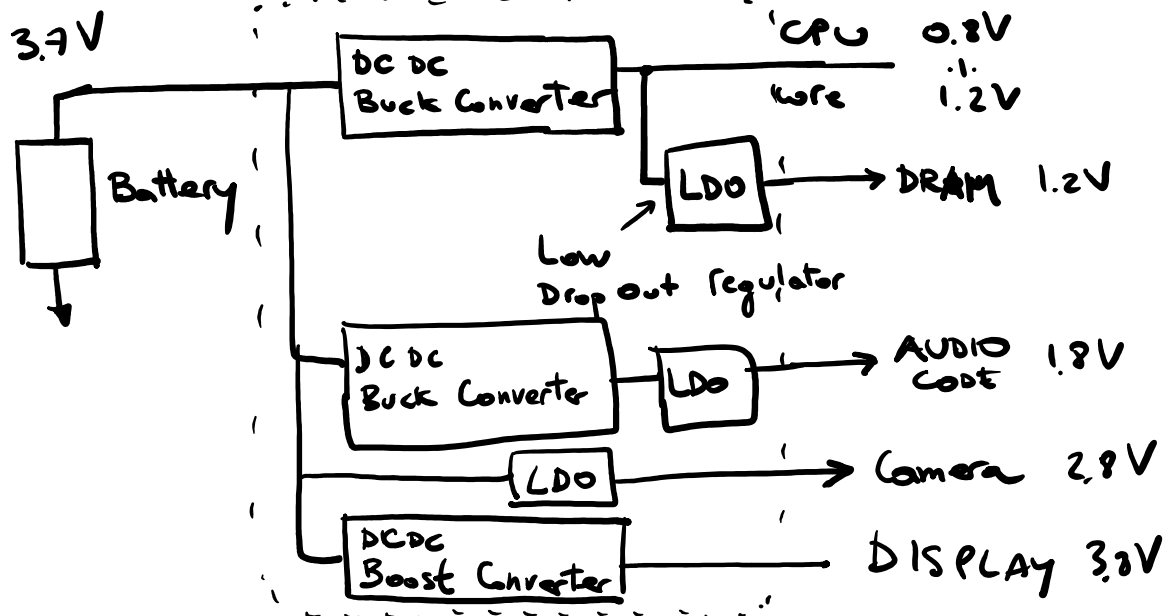 3.7V
Battery
DC DC
Buck Converter
CPU 0.8V
core 1.2V
LDO
DRAM 1.2V
Low
Drop out regulator
DC DC
Buck Converter
LDO
AUDIO 1.8V
CODE
LDO
Camera 2.8V
DCDC
Boost Converter
DISPLAY 3.8V